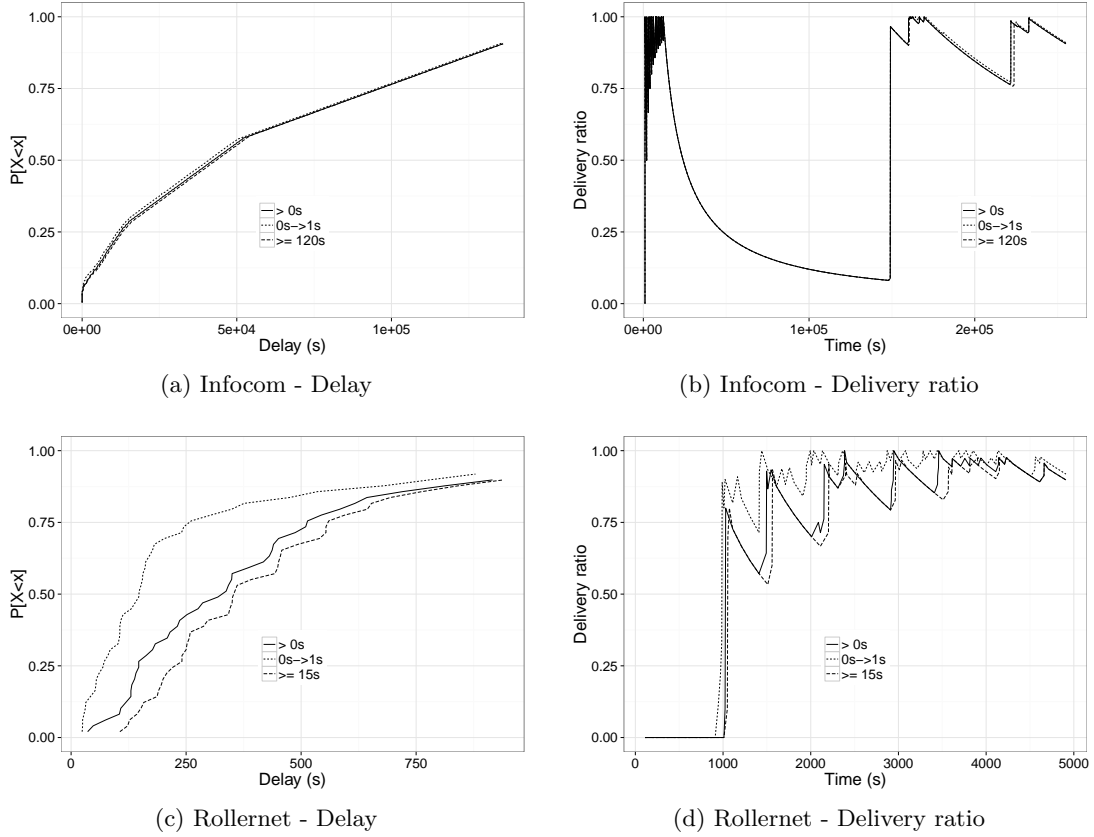 1.00
0.75
0.50
0.25
0.00
P[X<x]
> 0s
0s−>1s
>= 120s
0e+00 5e+04 1e+05
Delay (s)
(a) Infocom - Delay
1.00
0.75
0.50
0.25
0.00
Delivery ratio
> 0s
0s−>1s
>= 120s
0e+00 1e+05 2e+05
Time (s)
(b) Infocom - Delivery ratio
1.00
0.75
0.50
0.25
0.00
P[X<x]
> 0s
0s−>1s
>= 15s
0 250 500 750
Delay (s)
(c) Rollernet - Delay
1.00
0.75
0.50
0.25
0.00
Delivery ratio
> 0s
0s−>1s
>= 15s
0 1000 2000 3000 4000 5000
Time (s)
(d) Rollernet - Delivery ratio